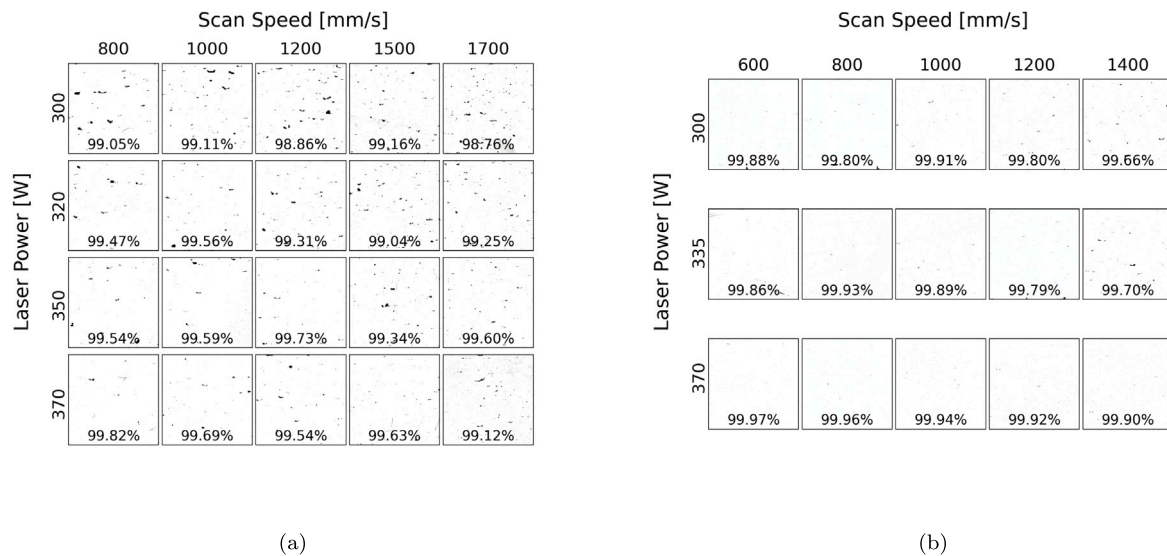 Scan Speed [mm/s]
800 1000 1200 1500 1700
Laser Power [W]
300
99.05% 99.11% 98.86% 99.16% 98.76%
320
99.47% 99.56% 99.31% 99.04% 99.25%
350
99.54% 99.59% 99.73% 99.34% 99.60%
370
99.82% 99.69% 99.54% 99.63% 99.12%
(a)
Scan Speed [mm/s]
600 800 1000 1200 1400
Laser Power [W]
300
99.88% 99.80% 99.91% 99.80% 99.66%
335
99.86% 99.93% 99.89% 99.79% 99.70%
370
99.97% 99.96% 99.94% 99.92% 99.90%
(b)